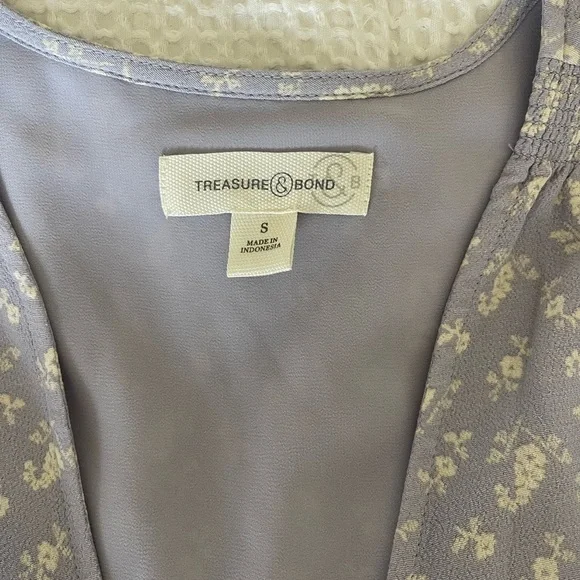 TREASURE & BOND & B
S
MADE IN
INDONESIA